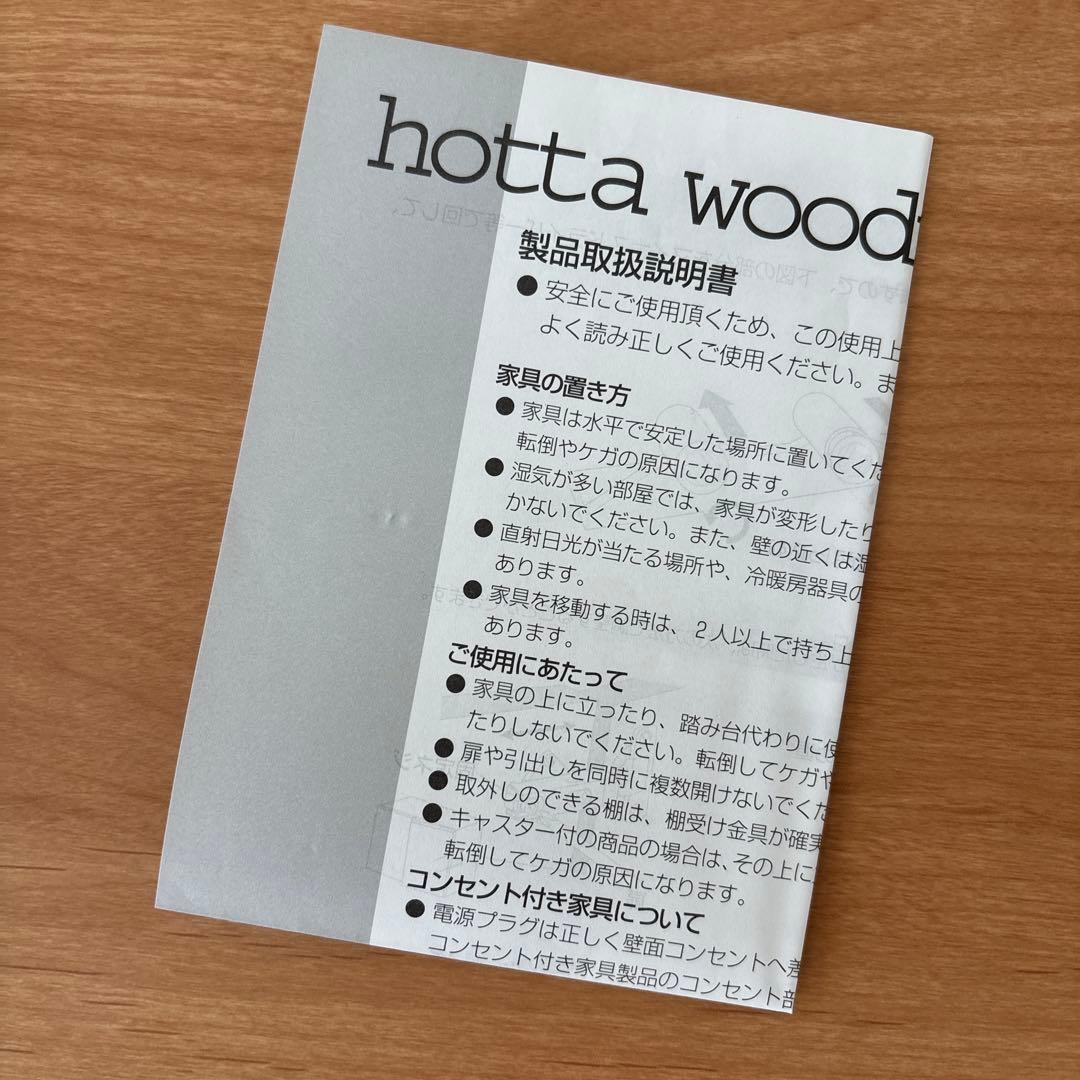 hotta wood
製品取扱説明書
● 安全にご使用頂くため、この使用上
よく読み正しくご使用ください。ま
家具の置き方
● 家具は水平で安定した場所に置いてくだ
転倒やケガの原因になります。
● 湿気が多い部屋では、家具が変形したり
かないでください。また、壁の近くは湿
● 直射日光が当たる場所や、冷暖房器具の
あります。
● 家具を移動する時は、2人以上で持ち上
あります。
ご使用にあたって
● 家具の上に立ったり、踏み台代わりに使
たりしないでください。転倒してケガや
● 扉や引出しを同時に複数開けないでくだ
● 取外しのできる棚は、棚受け金具が確実
● キャスター付の商品の場合は、その上に
転倒してケガの原因になります。
コンセント付き家具について
● 電源プラグは正しく壁面コンセントへ差
コンセント付き家具製品のコンセント部